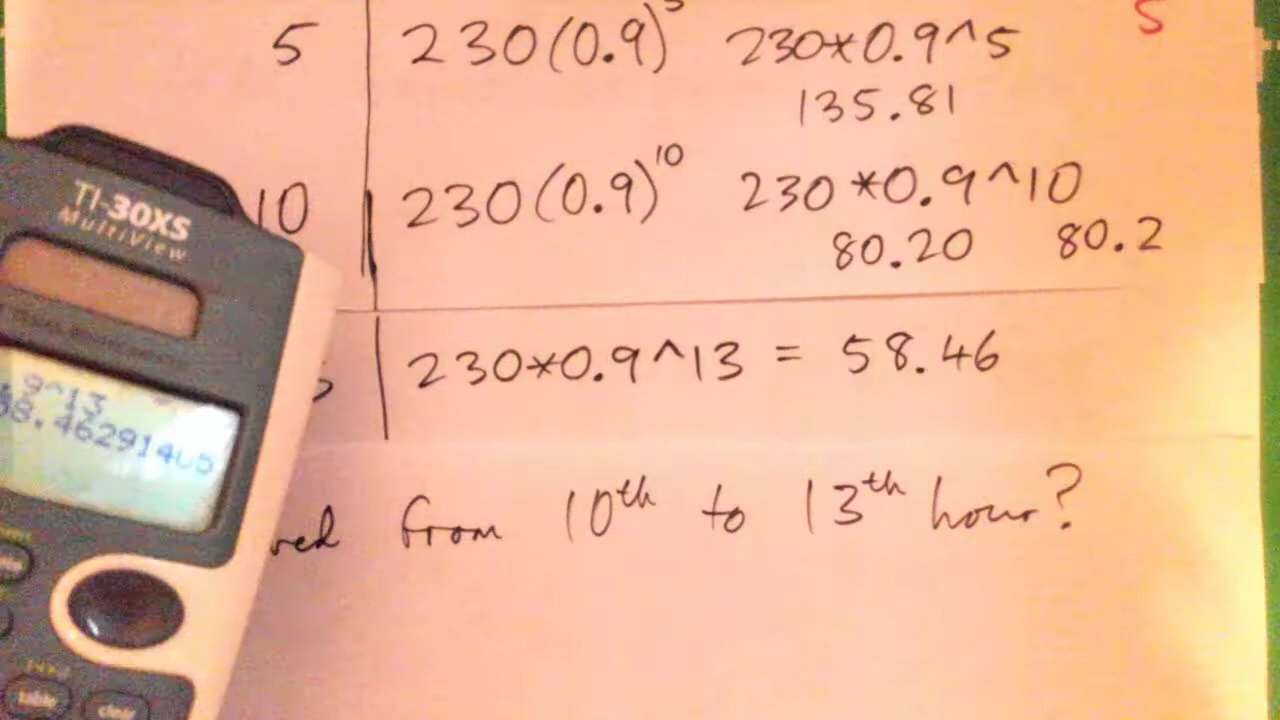 5
5 230(0.9)^5 230*0.9^5
135.81
10 230(0.9)^10 230*0.9^10
80.20 80.2
230*0.9^13 = 58.46
from 10th to 13th hour?
TI-30XS
MultiView
9^13
8.462914
table
clear